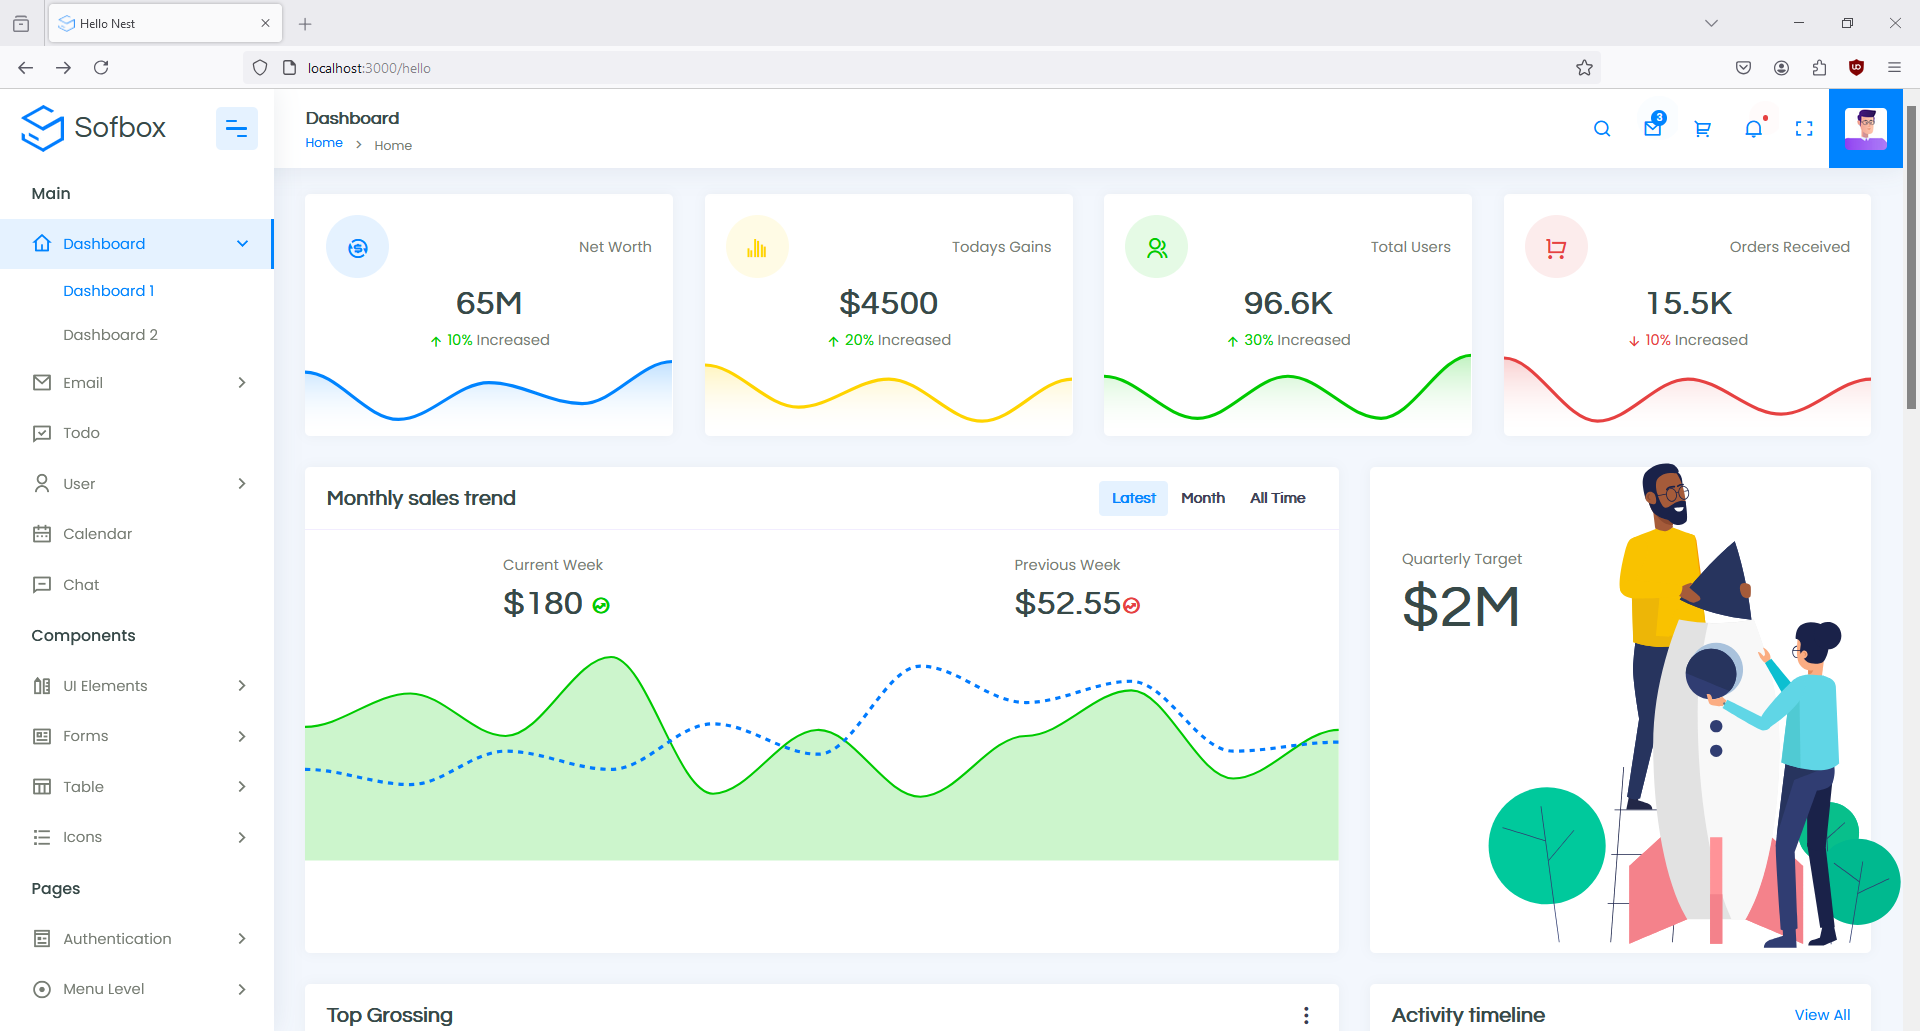 Hello Nest
localhost:3000/hello
Sofbox
Dashboard
Home > Home
3
Main
Dashboard
Dashboard 1
Dashboard 2
Email
Todo
User
Calendar
Chat
Components
UI Elements
Forms
Table
Icons
Pages
Authentication
Menu Level
Net Worth
65M
10% Increased
Todays Gains
$4500
20% Increased
Total Users
96.6K
30% Increased
Orders Received
15.5K
10% Increased
Monthly sales trend
Latest Month All Time
Current Week
$180
Previous Week
$52.55
Quarterly Target
$2M
Top Grossing
Activity timeline
View All